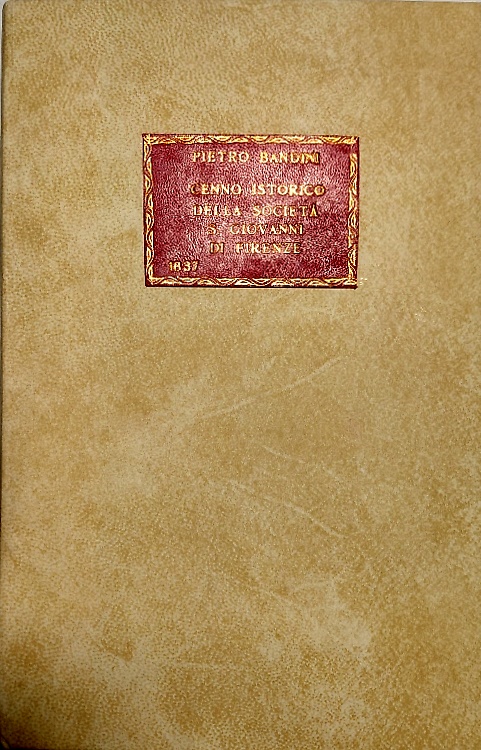 PIETRO BANDINI
CENNO ISTORICO
DELLA SOCIETÀ
S. GIOVANNI
DI FIRENZE
1837